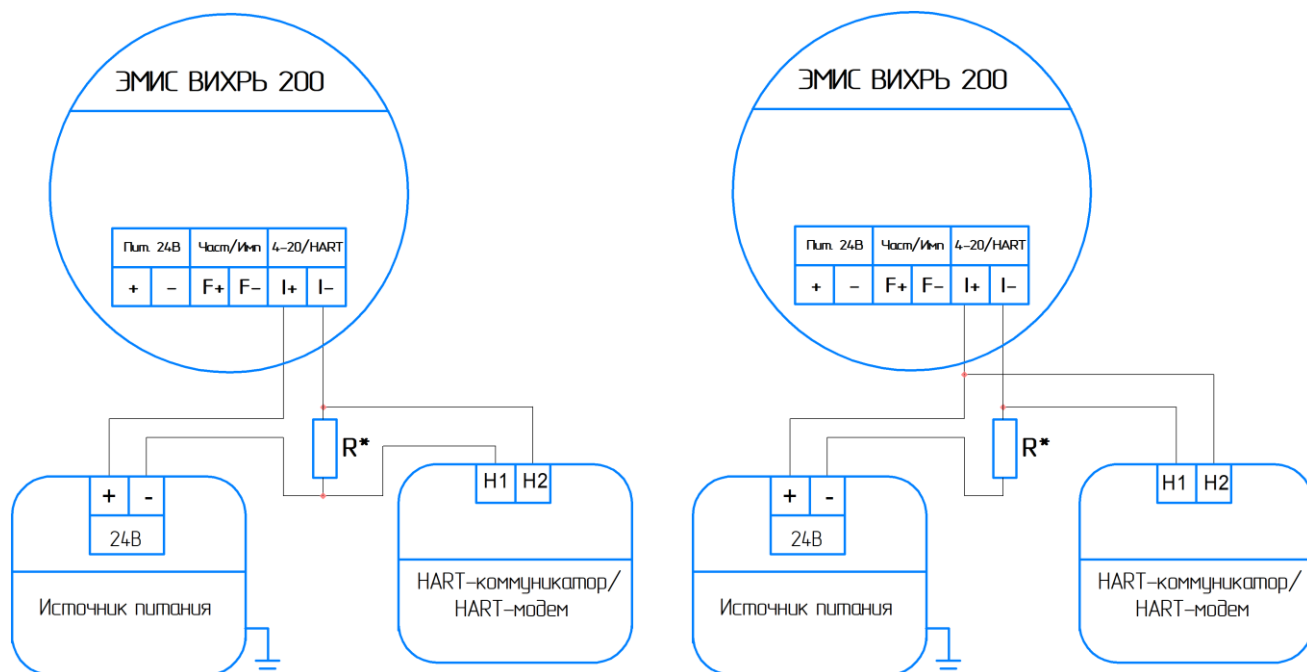 ЭМИС ВИХРЬ 200
Пит. 24В Част/Имп 4-20/HART
+ - F+ F- I+ I-
R*
H1 H2
+ -
24В
Источник питания
HART-коммуникатор/
HART-модем
ЭМИС ВИХРЬ 200
Пит. 24В Част/Имп 4-20/HART
+ - F+ F- I+ I-
R*
H1 H2
+ -
24В
Источник питания
HART-коммуникатор/
HART-модем